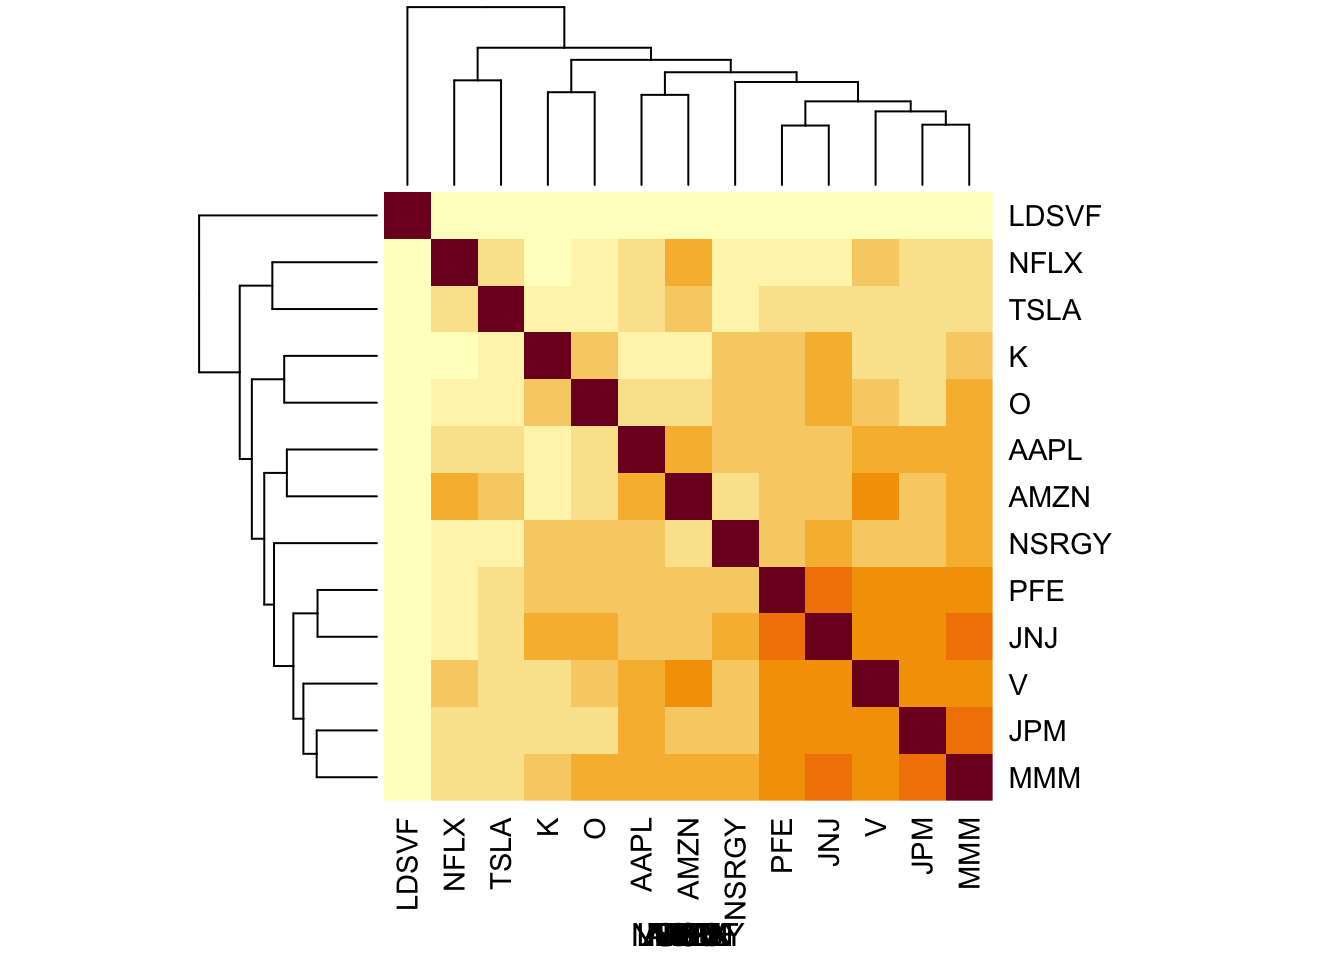 LDSVF
NFLX
TSLA
K
O
AAPL
AMZN
NSRGY
PFE
JNJ
V
JPM
MMM
LDSVF
NFLX
TSLA
K
O
AAPL
AMZN
NSRGY
PFE
JNJ
V
JPM
MMM